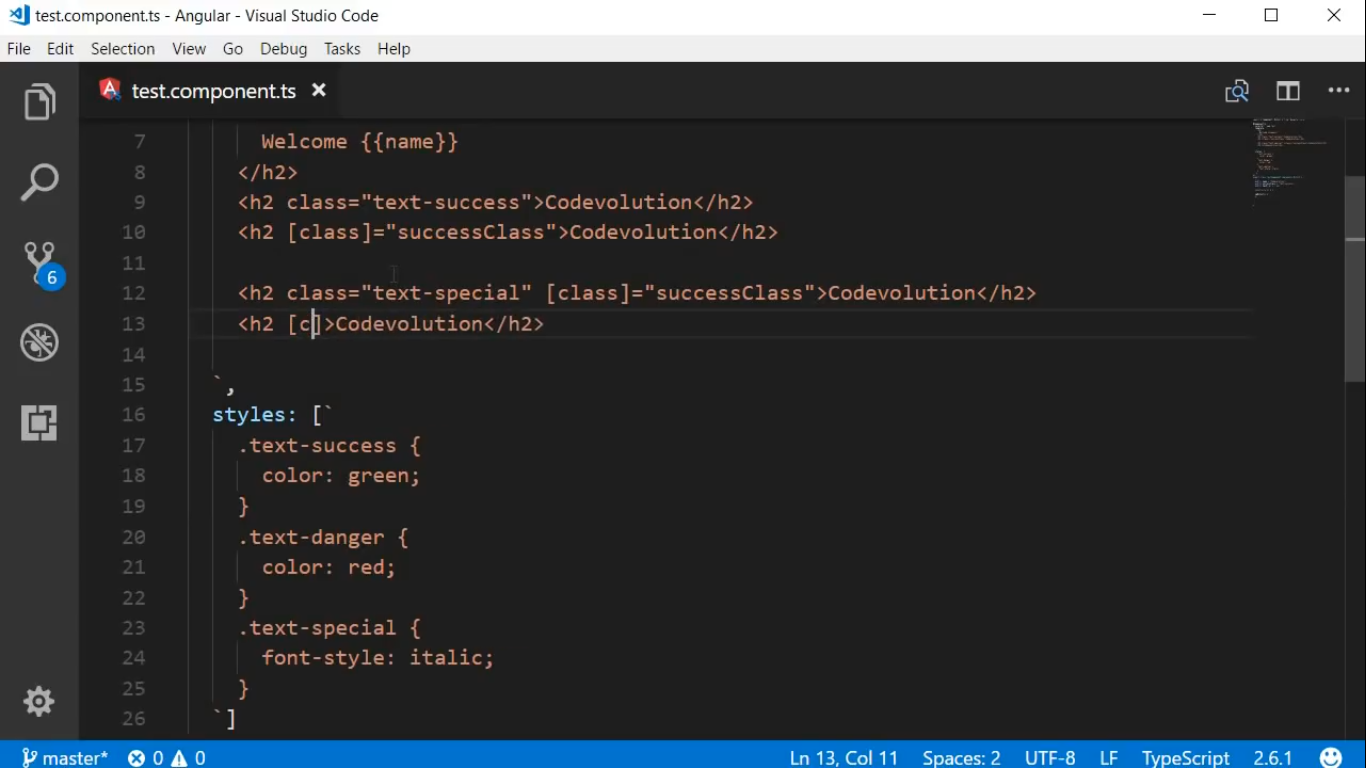 test.component.ts - Angular - Visual Studio Code
File Edit Selection View Go Debug Tasks Help
test.component.ts
7 Welcome {{name}}
8 </h2>
9 <h2 class="text-success">Codevolution</h2>
10 <h2 [class]="successClass">Codevolution</h2>
11
12 <h2 class="text-special" [class]="successClass">Codevolution</h2>
13 <h2 [c]>Codevolution</h2>
14
15 `,
16 styles: [`
17 .text-success {
18 color: green;
19 }
20 .text-danger {
21 color: red;
22 }
23 .text-special {
24 font-style: italic;
25 }
26 `]
6
master* 0 0 Ln 13, Col 11 Spaces: 2 UTF-8 LF TypeScript 2.6.1